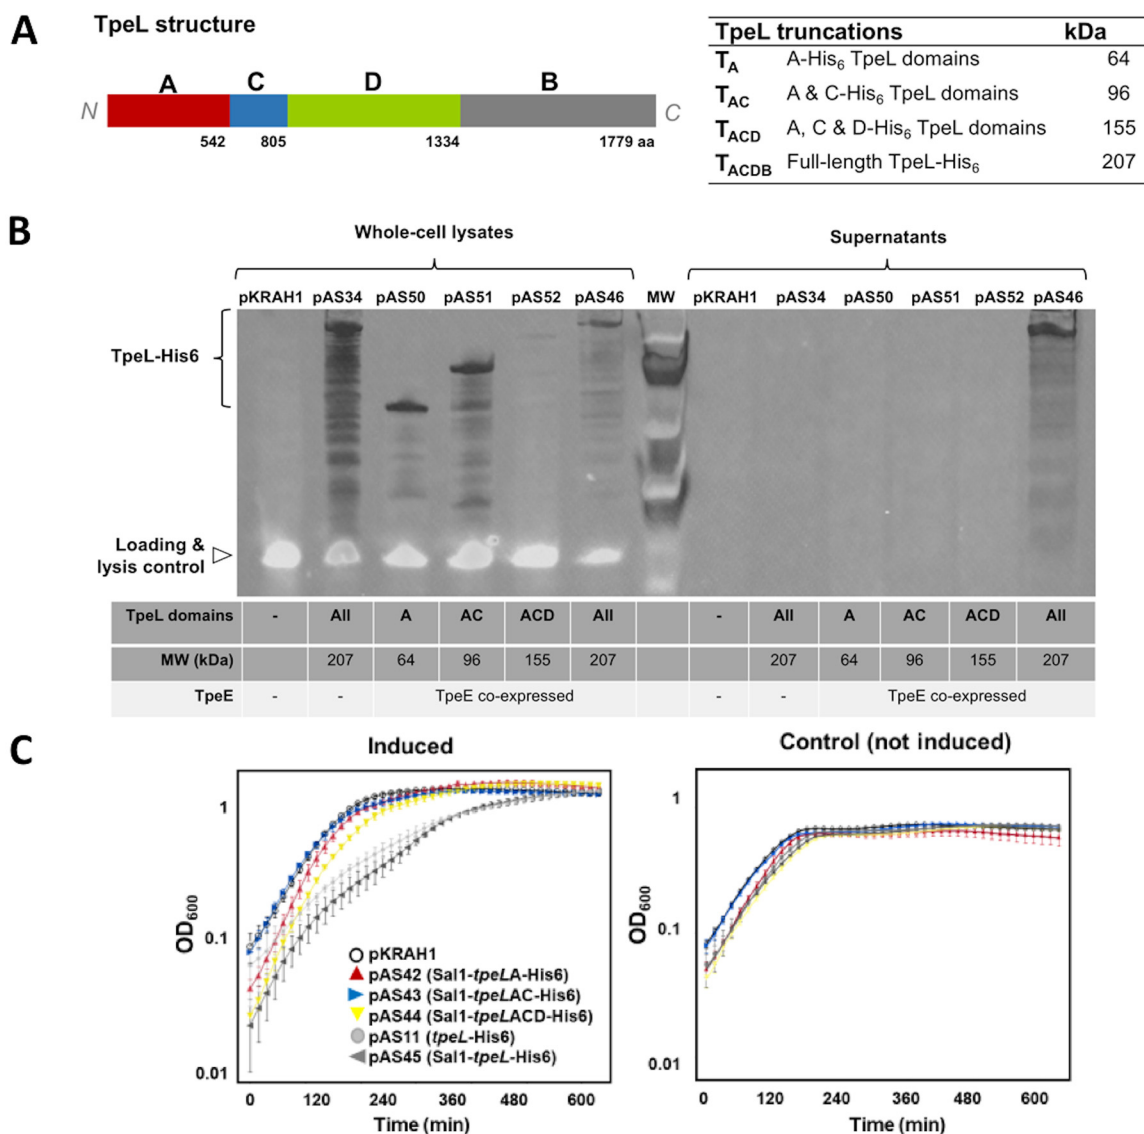 A
TpeL structure
A C D B
N C
542 805 1334 1779 aa
TpeL truncations kDa
T_A A-His₆ TpeL domains 64
T_AC A & C-His₆ TpeL domains 96
T_ACD A, C & D-His₆ TpeL domains 155
T_ACDB Full-length TpeL-His₆ 207
B
Whole-cell lysates Supernatants
pKRAH1 pAS34 pAS50 pAS51 pAS52 pAS46 MW pKRAH1 pAS34 pAS50 pAS51 pAS52 pAS46
TpeL-His6
Loading &
lysis control
TpeL domains - All A AC ACD All - All A AC ACD All
MW (kDa) 207 64 96 155 207 207 64 96 155 207
TpeE - - TpeE co-expressed - - TpeE co-expressed
C
Induced
OD₆₀₀
1
0.1
0.01
pKRAH1
pAS42 (Sal1-tpeLA-His6)
pAS43 (Sal1-tpeLAC-His6)
pAS44 (Sal1-tpeLACD-His6)
pAS11 (tpeL-His6)
pAS45 (Sal1-tpeL-His6)
0 120 240 360 480 600
Time (min)
Control (not induced)
OD₆₀₀
1
0.1
0.01
0 120 240 360 480 600
Time (min)